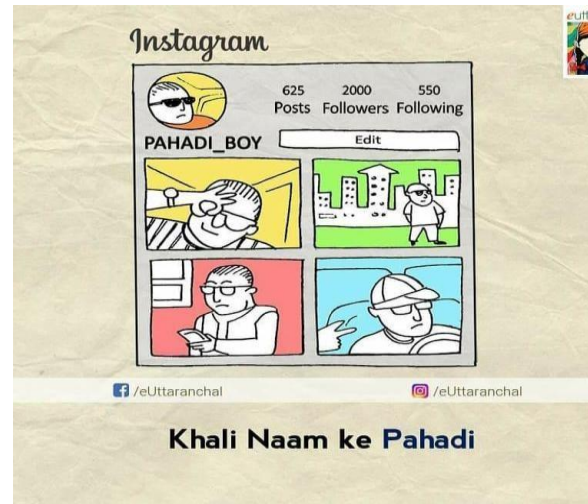 Instagram
625 2000 550
Posts Followers Following
PAHADI_BOY
Edit
/eUttaranchal /eUttaranchal
Khali Naam ke Pahadi